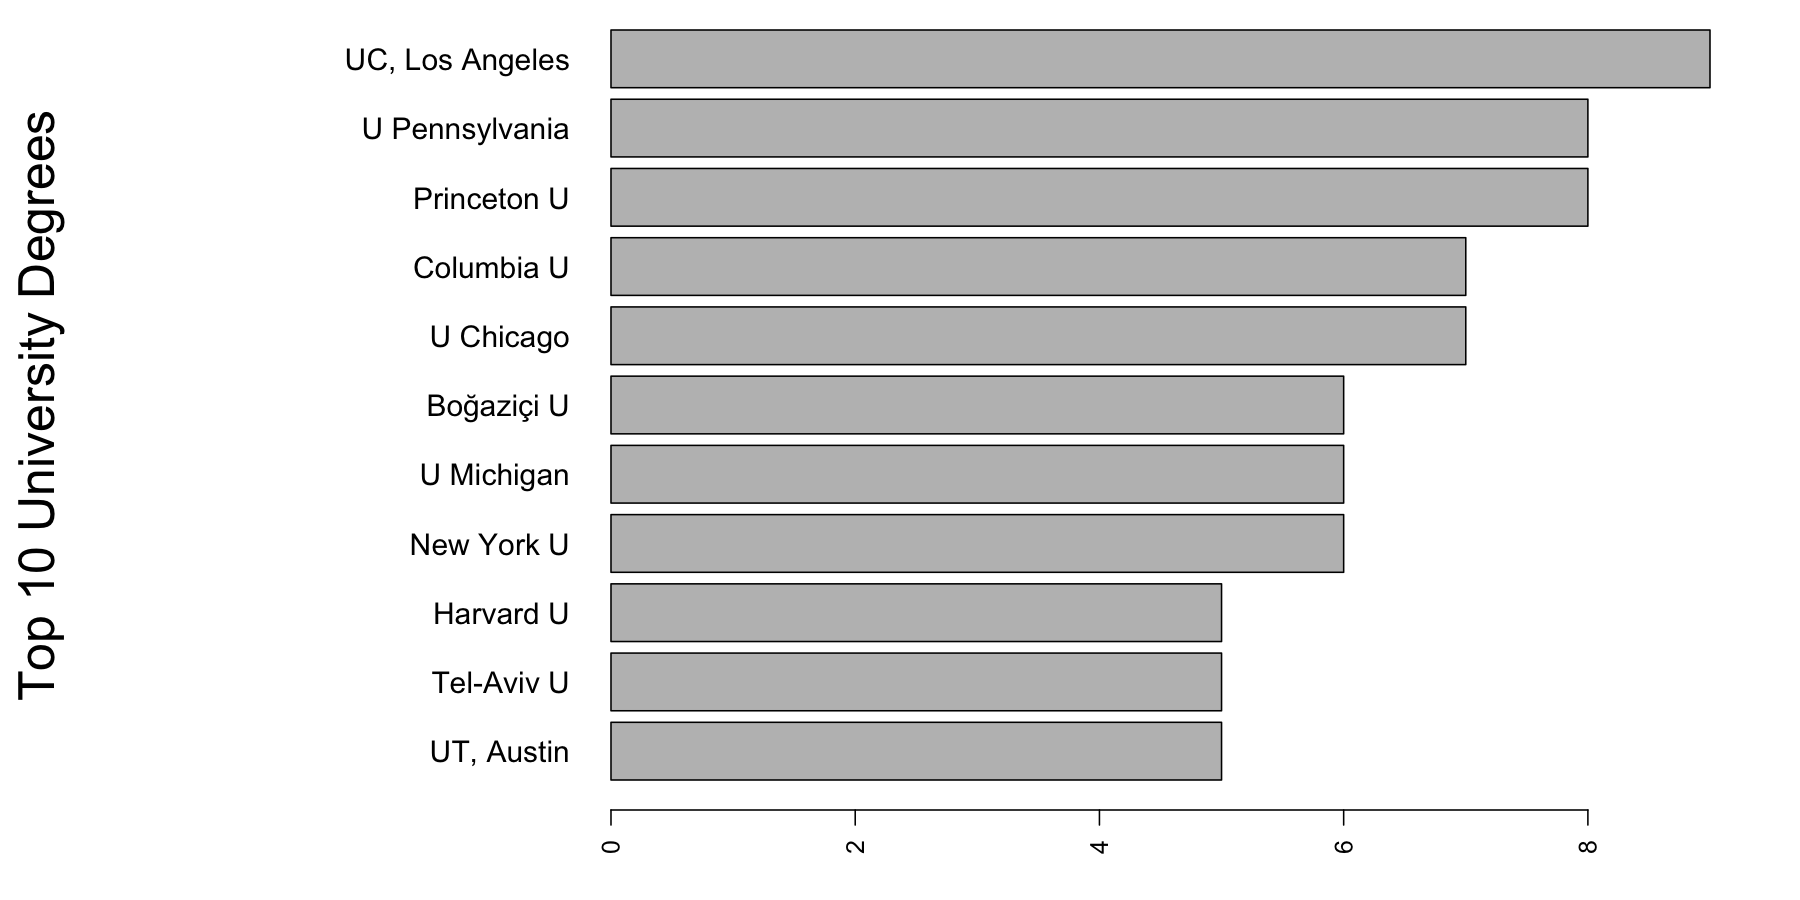 Top 10 University Degrees
UC, Los Angeles
U Pennsylvania
Princeton U
Columbia U
U Chicago
Boğaziçi U
U Michigan
New York U
Harvard U
Tel-Aviv U
UT, Austin
0 2 4 6 8